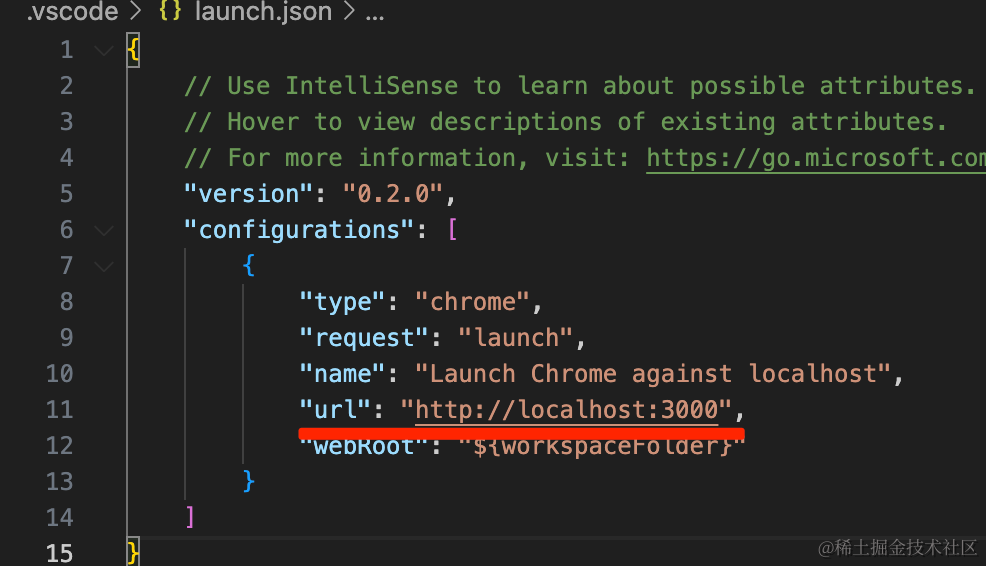 .vscode > {} launch.json > ...
1 {
2 // Use IntelliSense to learn about possible attributes.
3 // Hover to view descriptions of existing attributes.
4 // For more information, visit: https://go.microsoft.com
5 "version": "0.2.0",
6 "configurations": [
7 {
8 "type": "chrome",
9 "request": "launch",
10 "name": "Launch Chrome against localhost",
11 "url": "http://localhost:3000",
12 "webRoot": "${workspaceFolder}"
13 }
14 ]
15 }
@稀土掘金技术社区